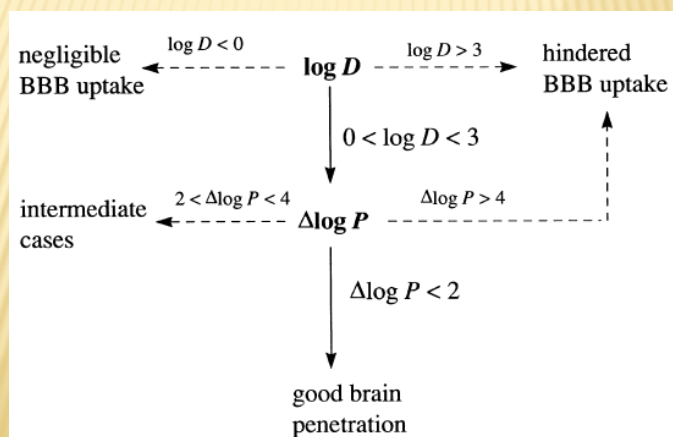 negligible
BBB uptake
log D < 0
log D
log D > 3
hindered
BBB uptake
0 < log D < 3
intermediate
cases
2 < Δlog P < 4
Δlog P
Δlog P > 4
Δlog P < 2
good brain
penetration